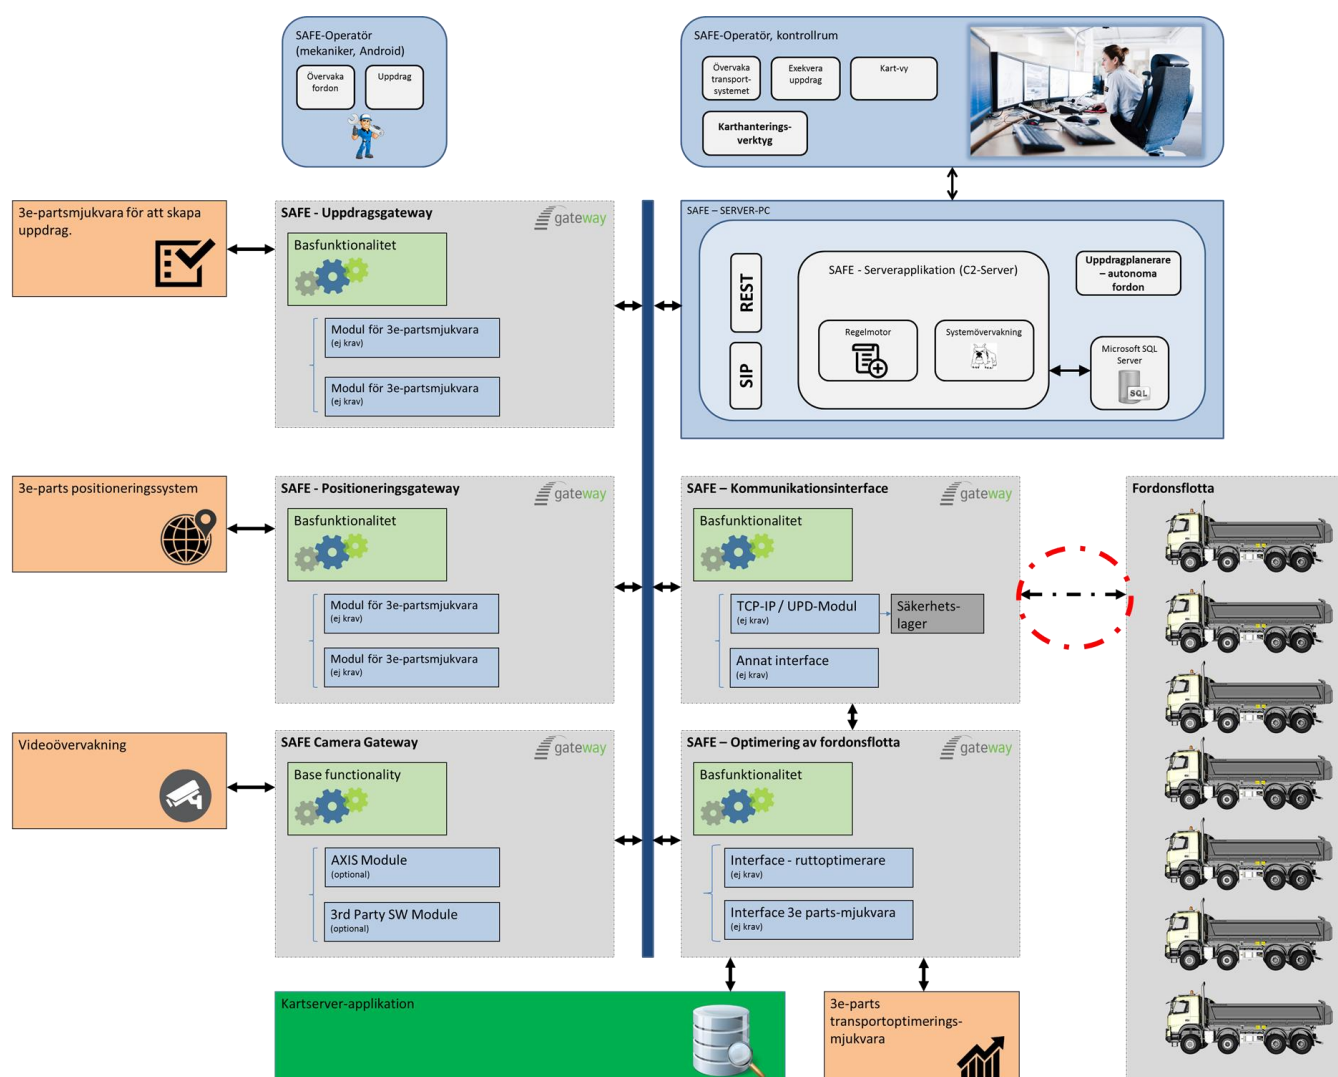 SAFE-Operatör
(mekaniker, Android)
Övervaka
fordon
Uppdrag
SAFE-Operatör, kontrollrum
Övervaka
transport-
systemet
Exekvera
uppdrag
Kart-vy
Karthanterings-
verktyg
3e-partsmjukvara för att skapa
uppdrag.
SAFE - Uppdragsgateway
gateway
Basfunktionalitet
Modul för 3e-partsmjukvara
(ej krav)
Modul för 3e-partsmjukvara
(ej krav)
SAFE – SERVER-PC
REST
SIP
SAFE - Serverapplikation (C2-Server)
Regelmotor
Systemövervakning
Uppdragplanerare
– autonoma
fordon
Microsoft SQL
Server
SQL
3e-parts positioneringssystem
SAFE - Positioneringsgateway
gateway
Basfunktionalitet
Modul för 3e-partsmjukvara
(ej krav)
Modul för 3e-partsmjukvara
(ej krav)
SAFE – Kommunikationsinterface
gateway
Basfunktionalitet
TCP-IP / UPD-Modul
(ej krav)
Säkerhets-
lager
Annat interface
(ej krav)
Fordonsflotta
Videoövervakning
SAFE Camera Gateway
gateway
Base functionality
AXIS Module
(optional)
3rd Party SW Module
(optional)
SAFE – Optimering av fordonsflotta
gateway
Basfunktionalitet
Interface - ruttoptimerare
(ej krav)
Interface 3e parts-mjukvara
(ej krav)
Kartserver-applikation
3e-parts
transportoptimerings-
mjukvara